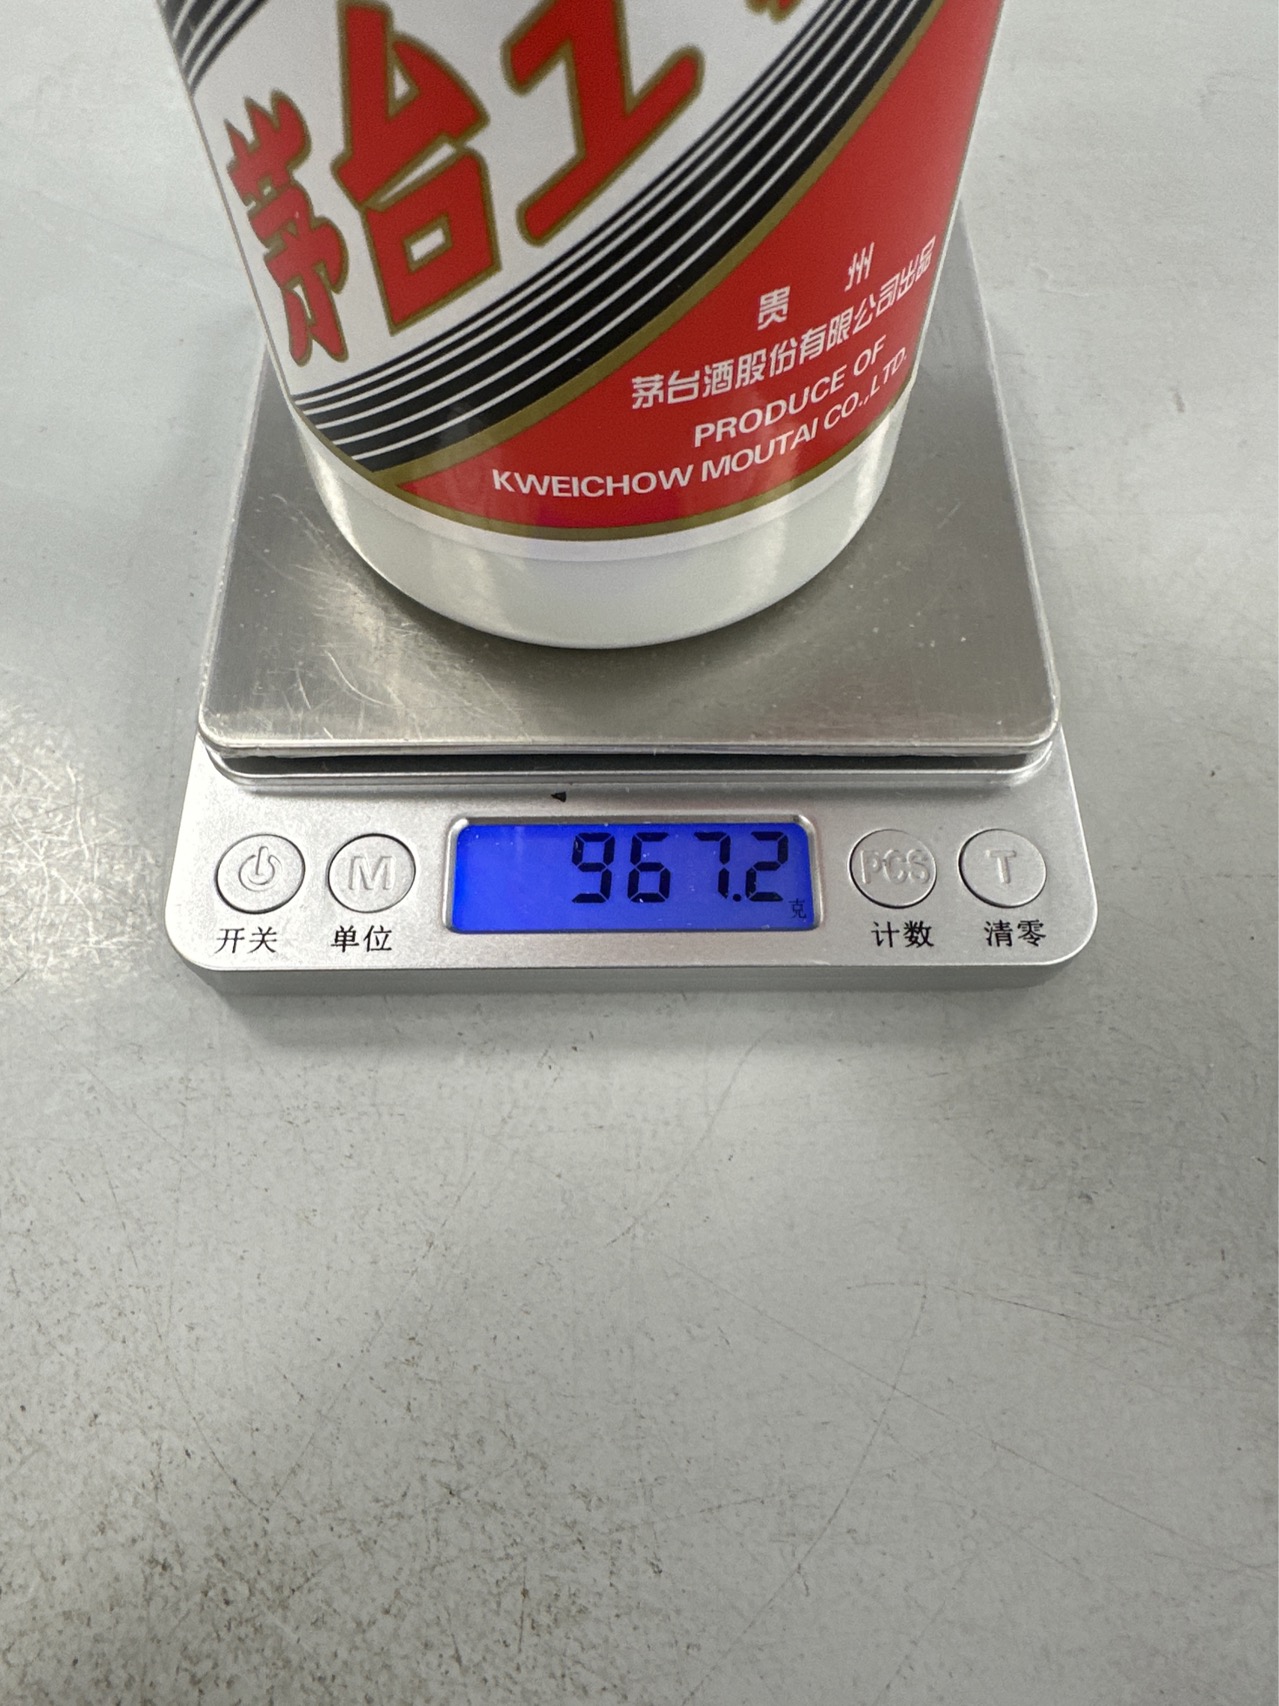 茅台
贵 州
茅台酒股份有限公司出品
PRODUCE OF
KWEICHOW MOUTAI CO.,LTD.
967.2
克
M
PCS
T
开关
单位
计数
清零